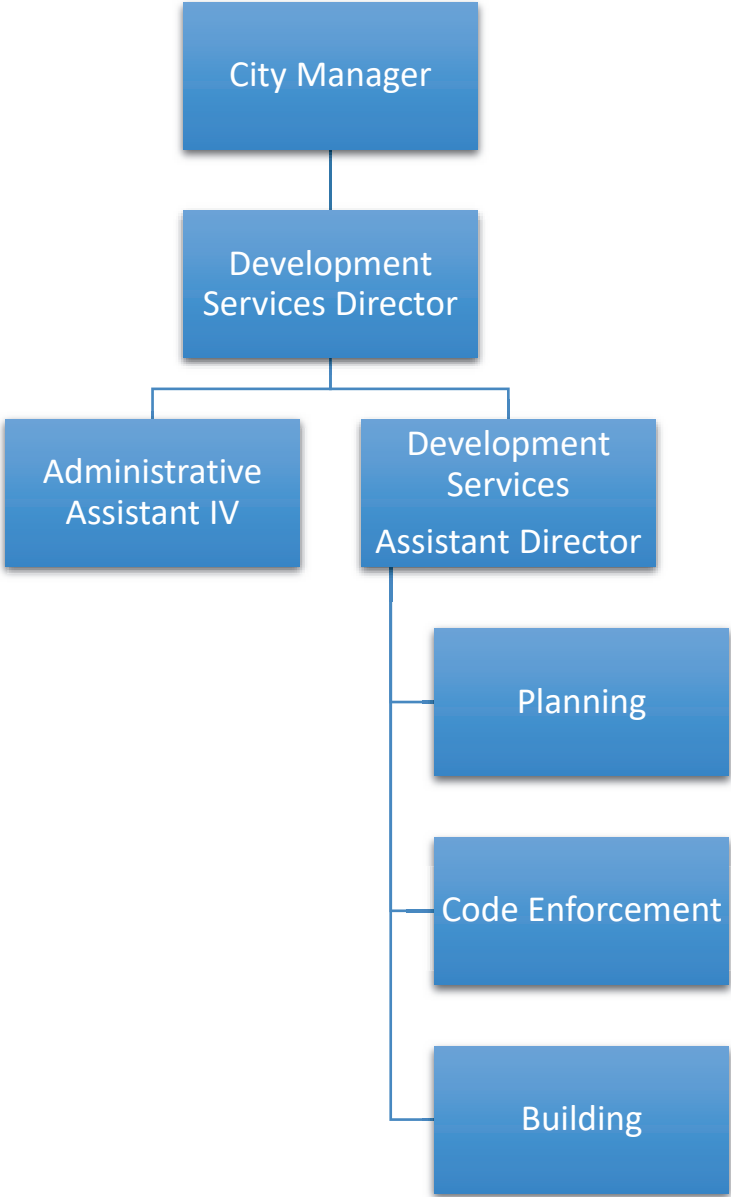 City Manager
Development
Services Director
Administrative
Assistant IV
Development
Services
Assistant Director
Planning
Code Enforcement
Building